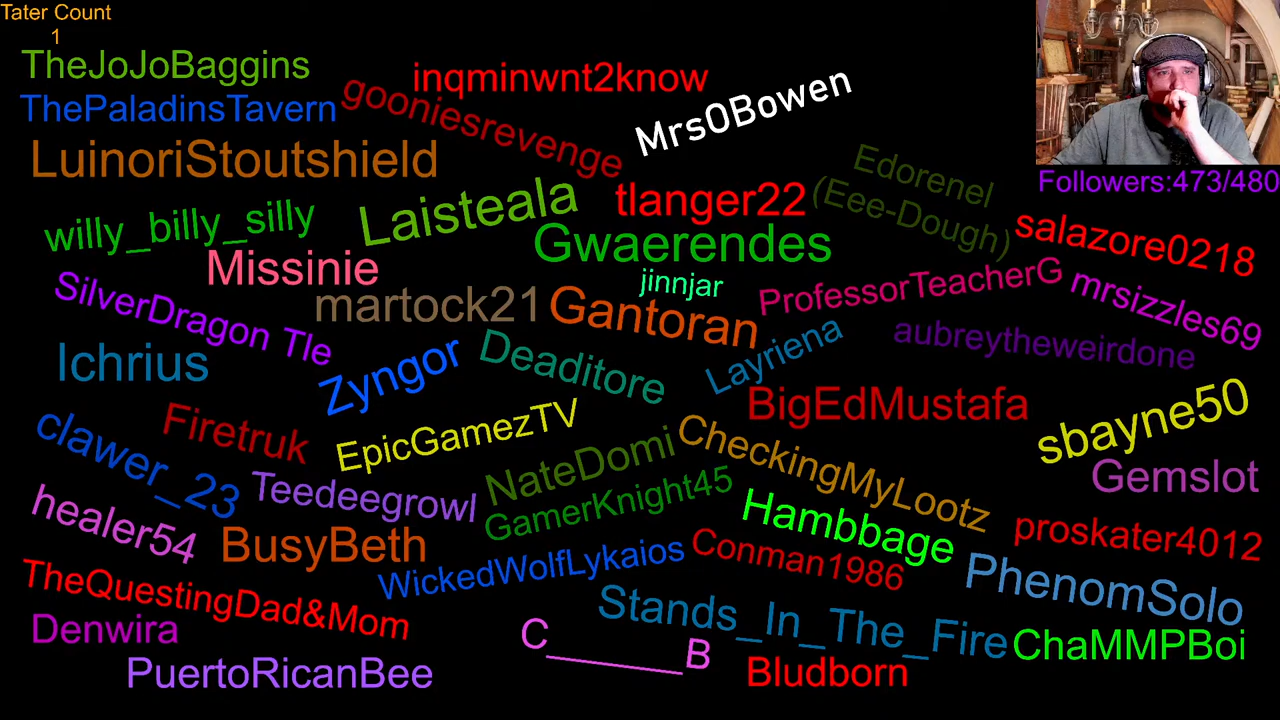 Tater Count
1
TheJoJoBaggins
inqminwnt2know
gooniesrevenge
MrsOBowen
ThePaladinsTavern
LuinoriStoutshield
Edorenel
(Eee-Dough)
Followers:473/480
willy_billy_silly
Laisteala
tlanger22
Gwaerendes
salazore0218
Missinie
jinnjar
ProfessorTeacherG
mrsizzles69
SilverDragon Tle
martock21
Gantoran
aubreytheweirdone
Ichrius
Zyngor
Deaditore
Layriena
BigEdMustafa
sbayne50
clawer_23
Firetruk
EpicGamezTV
NateDomi
CheckingMyLootz
Gemslot
Teedeegrowl
GamerKnight45
healer54
BusyBeth
Hambbage
proskater4012
WickedWolfLykaios
Conman1986
PhenomSolo
TheQuestingDad&Mom
Stands_In_The_Fire
Denwira
C______B
ChaMMPBoi
PuertoRicanBee
Bludborn